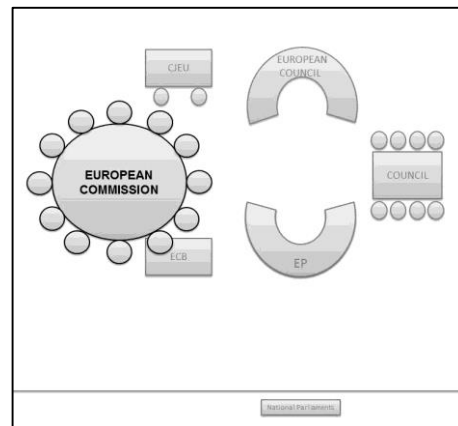 CJEU
EUROPEAN
COUNCIL
EUROPEAN
COMMISSION
COUNCIL
ECB
EP
National Parliaments